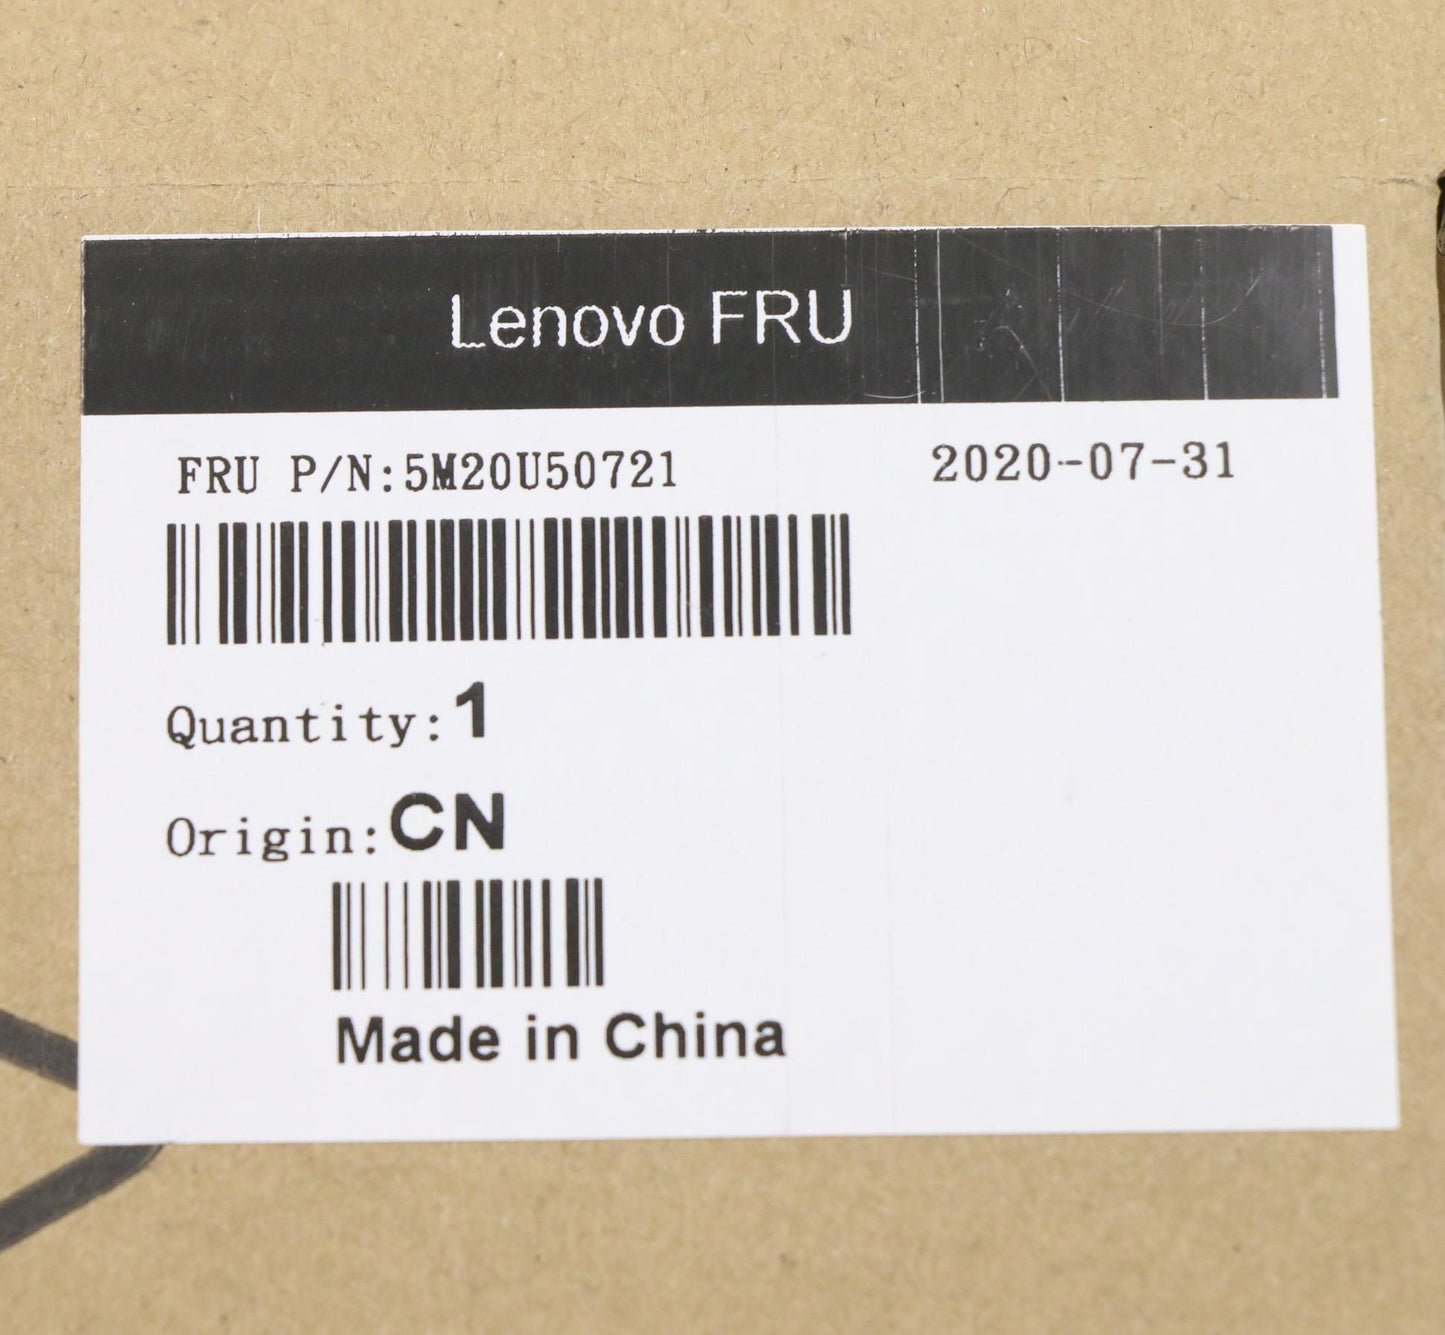 Lenovo FRU
FRU P/N:5M20U50721 2020-07-31
Quantity:1
Origin:CN
Made in China